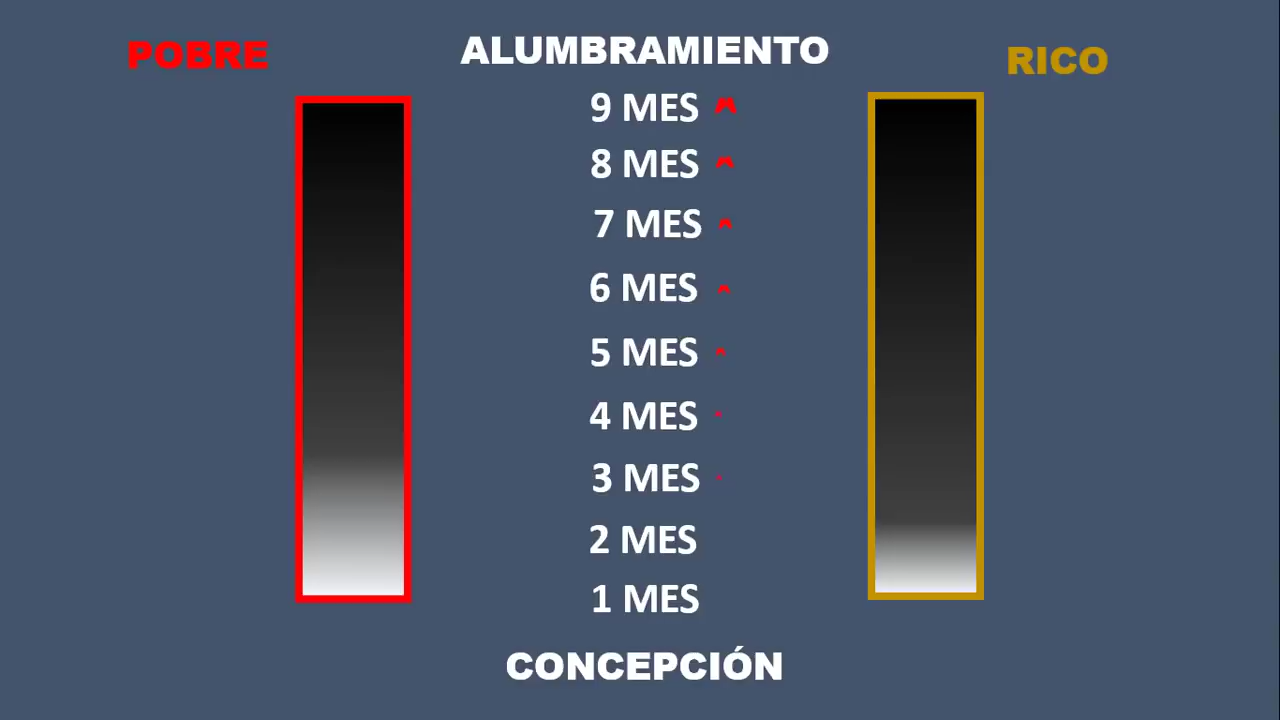 POBRE
ALUMBRAMIENTO
RICO
9 MES
8 MES
7 MES
6 MES
5 MES
4 MES
3 MES
2 MES
1 MES
CONCEPCIÓN